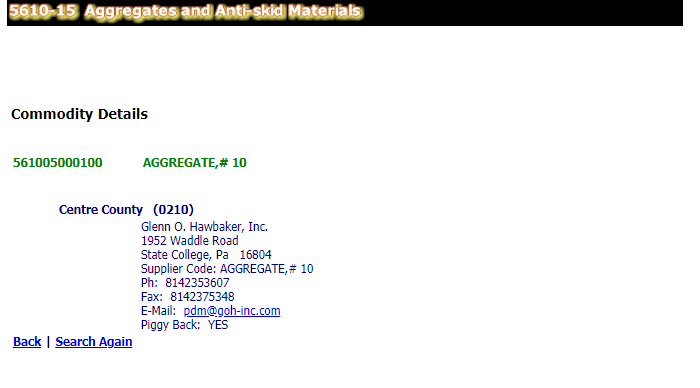 5610-15 Aggregates and Anti-skid Materials
Commodity Details
561005000100 AGGREGATE,# 10
Centre County (0210)
Glenn O. Hawbaker, Inc.
1952 Waddle Road
State College, Pa 16804
Supplier Code: AGGREGATE,# 10
Ph: 8142353607
Fax: 8142375348
E-Mail: pdm@goh-inc.com
Piggy Back: YES
Back | Search Again